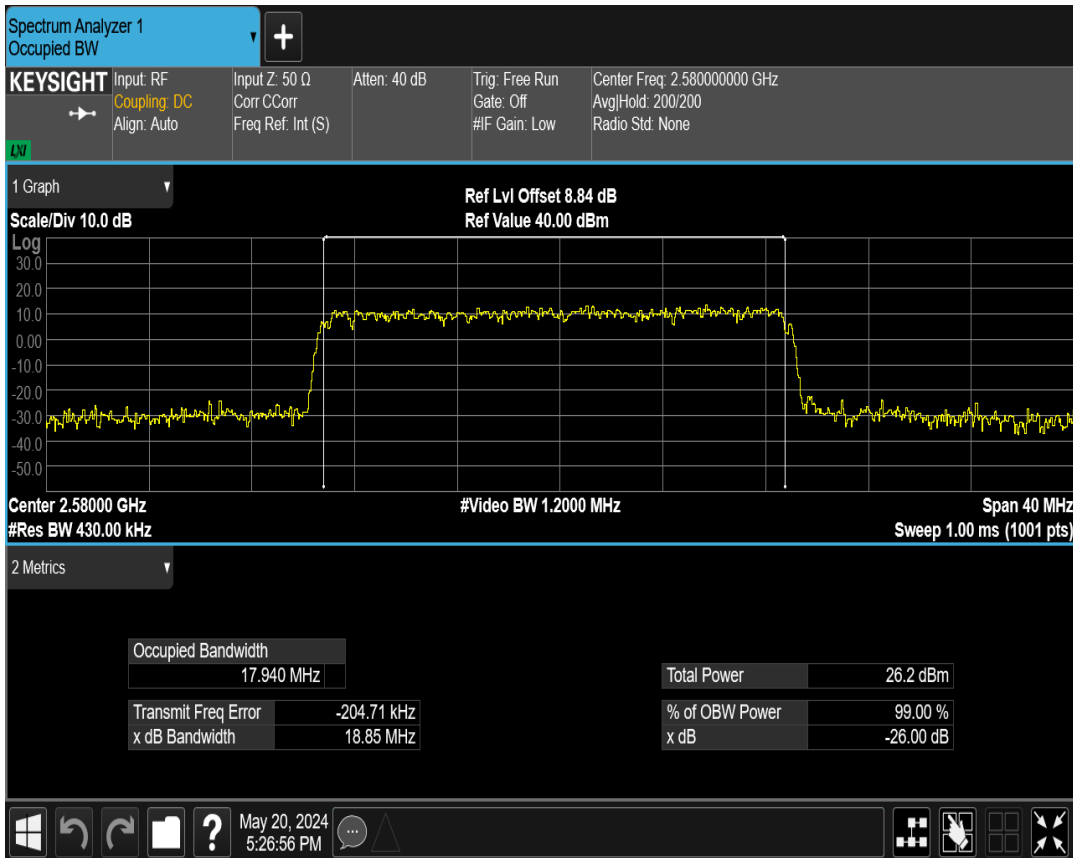 Spectrum Analyzer 1
Occupied BW
KEYSIGHT
LXI
Input: RF
Coupling: DC
Align: Auto
Input Z: 50 Ω
Corr CCorr
Freq Ref: Int (S)
Atten: 40 dB
Trig: Free Run
Gate: Off
#IF Gain: Low
Center Freq: 2.580000000 GHz
Avg|Hold: 200/200
Radio Std: None
1 Graph
Scale/Div 10.0 dB
Ref Lvl Offset 8.84 dB
Ref Value 40.00 dBm
Log
30.0
20.0
10.0
0.00
-10.0
-20.0
-30.0
-40.0
-50.0
Center 2.58000 GHz
#Video BW 1.2000 MHz
Span 40 MHz
#Res BW 430.00 kHz
Sweep 1.00 ms (1001 pts)
2 Metrics
Occupied Bandwidth
17.940 MHz
Total Power 26.2 dBm
Transmit Freq Error -204.71 kHz
% of OBW Power 99.00 %
x dB Bandwidth 18.85 MHz
x dB -26.00 dB
?
May 20, 2024
5:26:56 PM